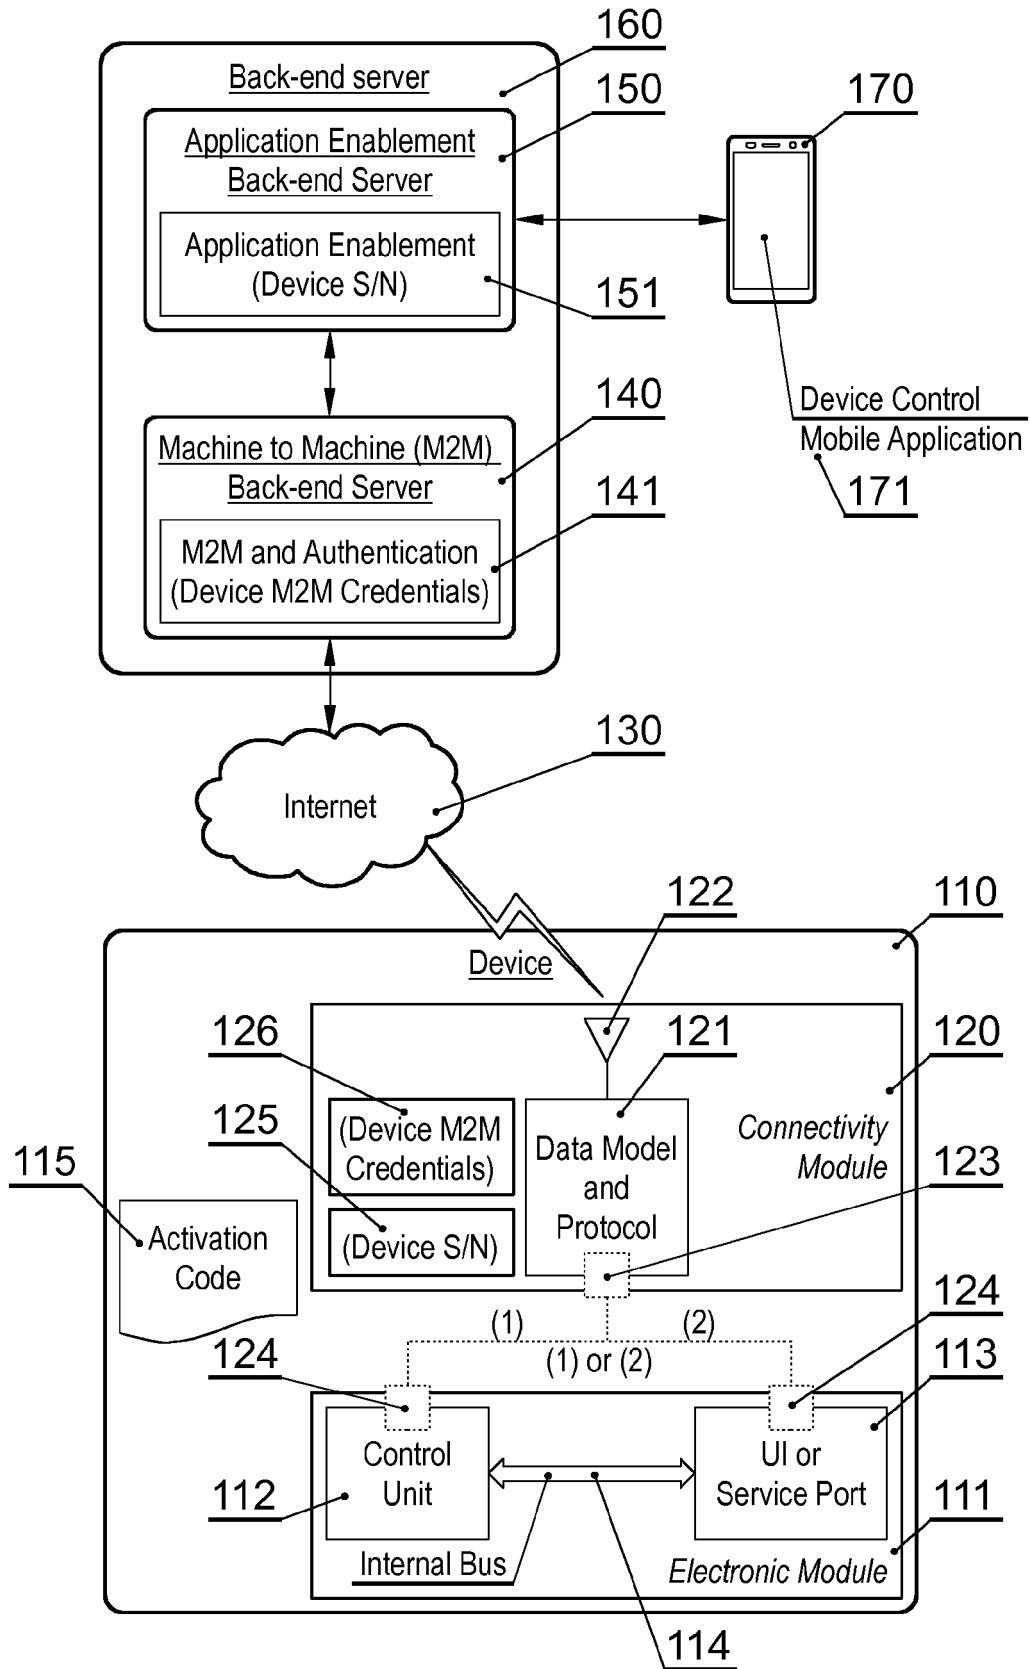 160
Back-end server
150
170
Application Enablement
Back-end Server
Application Enablement
(Device S/N)
151
140
Device Control
Mobile Application
Machine to Machine (M2M)
Back-end Server
141
171
M2M and Authentication
(Device M2M Credentials)
130
Internet
122
110
Device
126
121
120
125
(Device M2M
Credentials)
Data Model
and
Protocol
Connectivity
Module
115
123
Activation
Code
(Device S/N)
124
(1)
(2)
(1) or (2)
124
113
Control
Unit
UI or
Service Port
112
111
Internal Bus
Electronic Module
114